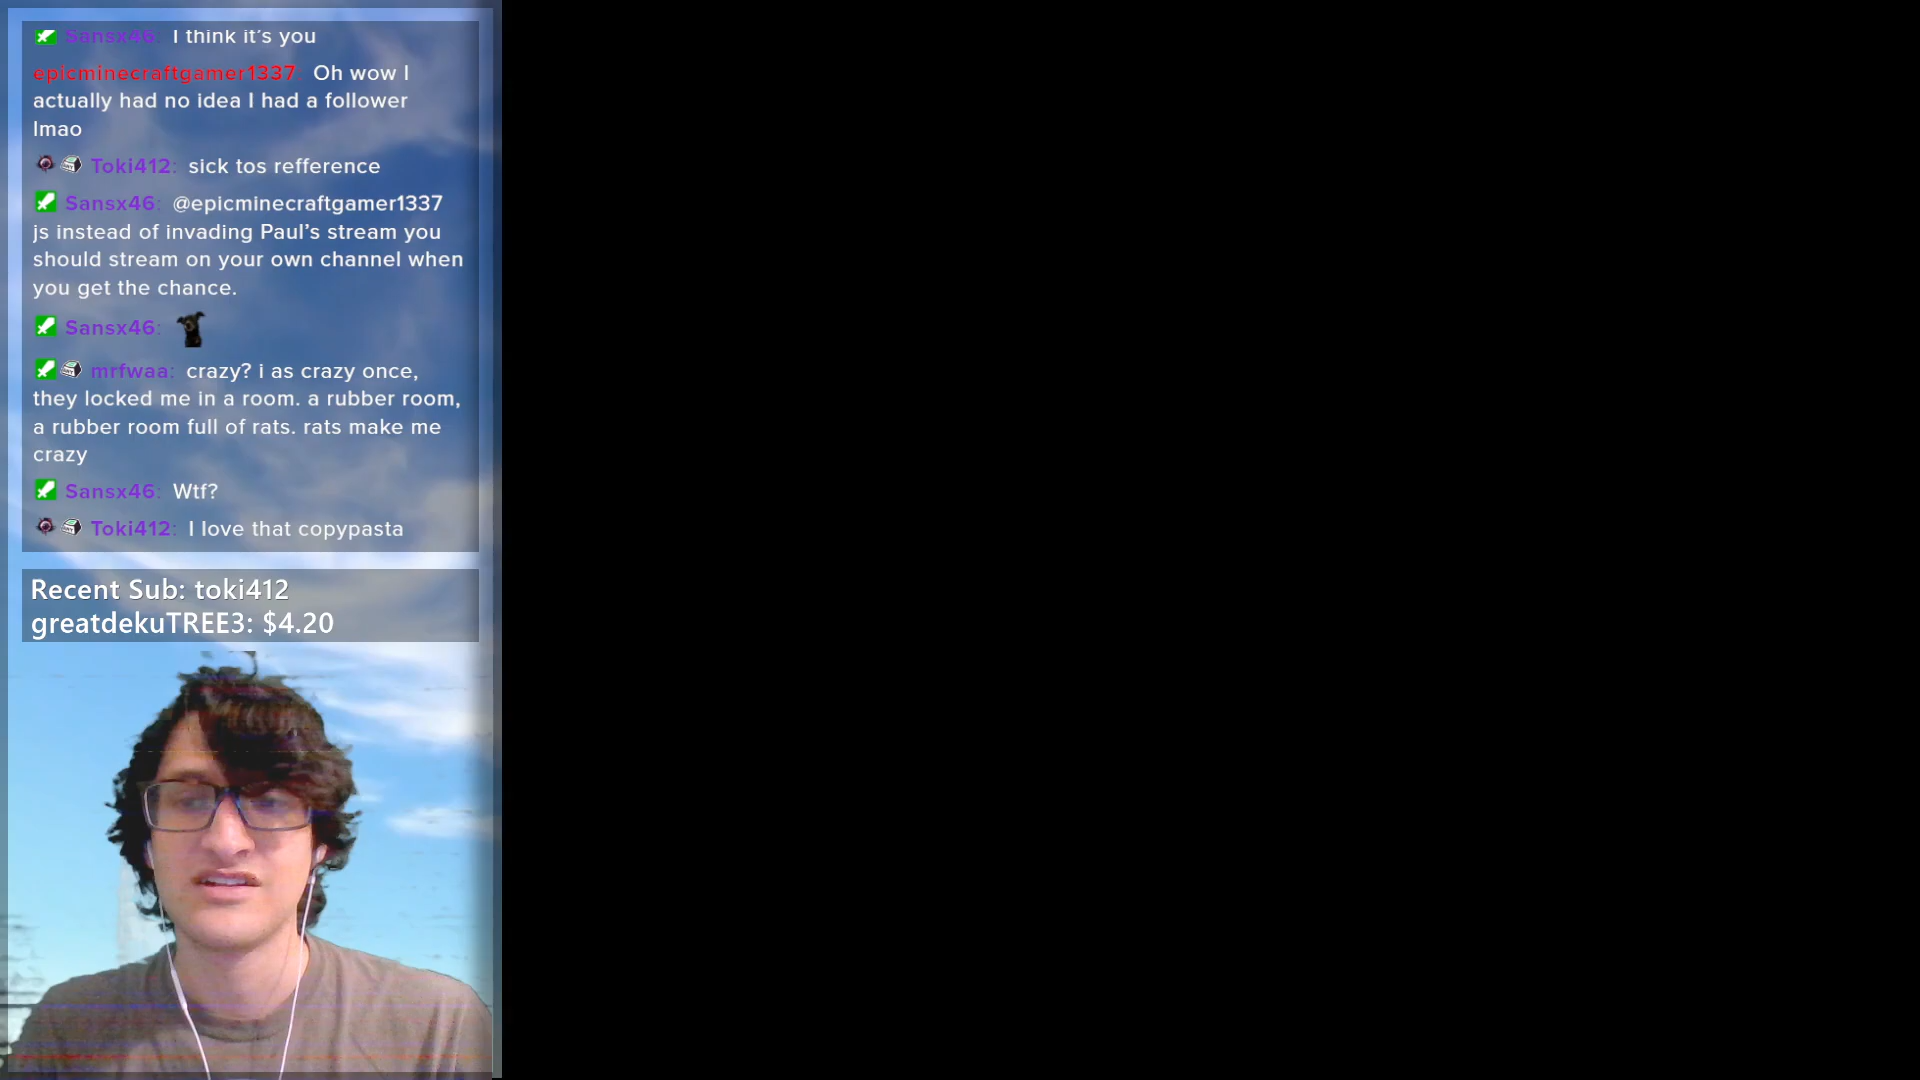 Sansx46: I think it's you
epicminecraftgamer1337: Oh wow I
actually had no idea I had a follower
lmao
Toki412: sick tos refference
Sansx46: @epicminecraftgamer1337
js instead of invading Paul's stream you
should stream on your own channel when
you get the chance.
Sansx46:
mrfwaa: crazy? i as crazy once,
they locked me in a room. a rubber room,
a rubber room full of rats. rats make me
crazy
Sansx46: Wtf?
Toki412: I love that copypasta
Recent Sub: toki412
greatdekuTREE3: $4.20